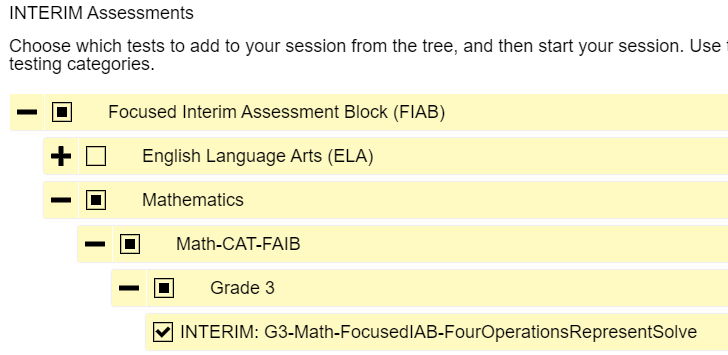 INTERIM Assessments
Choose which tests to add to your session from the tree, and then start your session. Use
testing categories.
Focused Interim Assessment Block (FIAB)
English Language Arts (ELA)
Mathematics
Math-CAT-FAIB
Grade 3
INTERIM: G3-Math-FocusedIAB-FourOperationsRepresentSolve